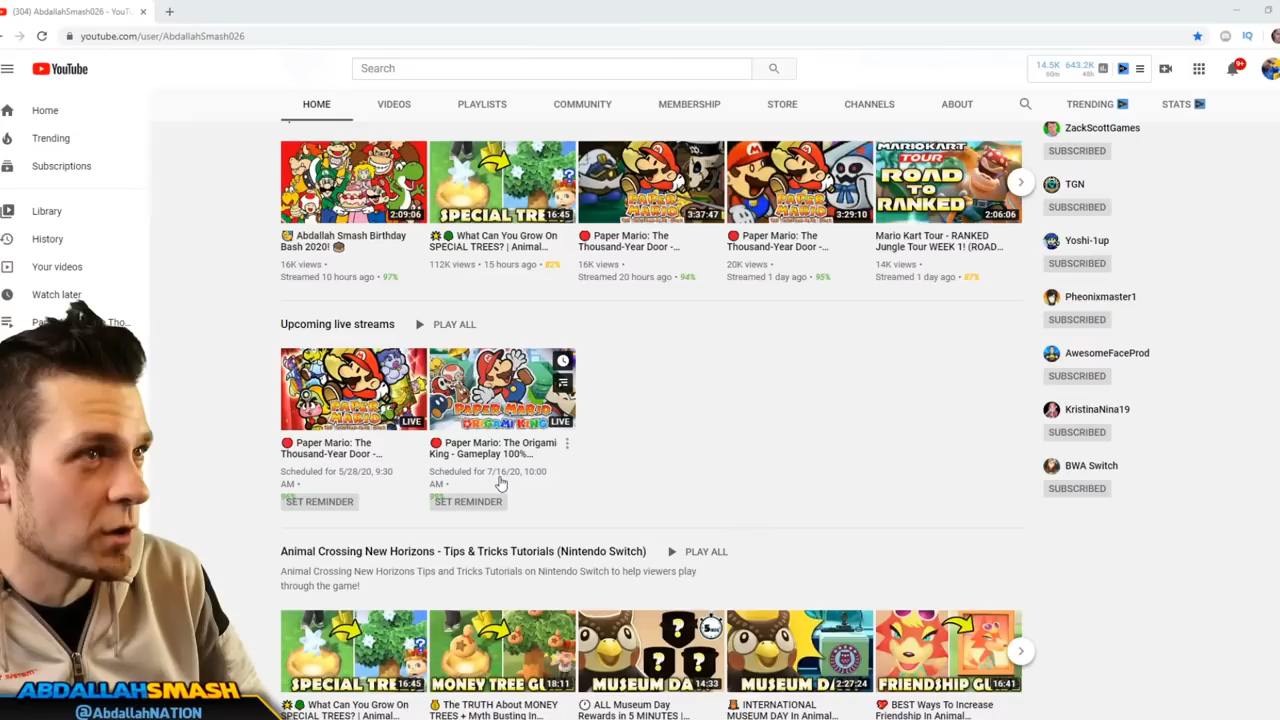 (304) AbdallahSmash026 - YouT...
youtube.com/user/AbdallahSmash026
YouTube
Search
14.5K 643.2K
60m 48h
9+
HOME VIDEOS PLAYLISTS COMMUNITY MEMBERSHIP STORE CHANNELS ABOUT TRENDING STATS
Home
Trending
Subscriptions
Library
History
Your videos
Watch later
2:09:06
SPECIAL TRE
16:45
3:37:47
3:29:10
MARIOKART
TOUR
ROAD
TO
RANKED
2:06:06
Abdallah Smash Birthday
Bash 2020!
16K views •
Streamed 10 hours ago • 97%
What Can You Grow On
SPECIAL TREES? | Animal...
112K views • 15 hours ago • 82%
Paper Mario: The
Thousand-Year Door -...
16K views •
Streamed 20 hours ago • 94%
Paper Mario: The
Thousand-Year Door -...
20K views •
Streamed 1 day ago • 95%
Mario Kart Tour - RANKED
Jungle Tour WEEK 1! (ROAD...
14K views •
Streamed 1 day ago • 87%
Upcoming live streams PLAY ALL
PAPER MARIO
LIVE
PAPER MARIO
ORIGAMI KING
LIVE
Paper Mario: The
Thousand-Year Door -...
Scheduled for 5/28/20, 9:30
AM •
SET REMINDER
Paper Mario: The Origami
King - Gameplay 100%...
Scheduled for 7/16/20, 10:00
AM •
SET REMINDER
Animal Crossing New Horizons - Tips & Tricks Tutorials (Nintendo Switch) PLAY ALL
Animal Crossing New Horizons Tips and Tricks Tutorials on Nintendo Switch to help viewers play
through the game!
SPECIAL TRE
16:45
MONEY TREE GU
18:11
MUSEUM DA
14:33
MUSEUM D
2:27:24
FRIENDSHIP GU
16:41
What Can You Grow On
SPECIAL TREES? | Animal...
The TRUTH About MONEY
TREES + Myth Busting In...
ALL Museum Day
Rewards in 5 MINUTES |...
INTERNATIONAL
MUSEUM DAY In Animal...
BEST Ways To Increase
Friendship In Animal...
ZackScottGames
SUBSCRIBED
TGN
SUBSCRIBED
Yoshi-1up
SUBSCRIBED
Pheonixmaster1
SUBSCRIBED
AwesomeFaceProd
SUBSCRIBED
KristinaNina19
SUBSCRIBED
BWA Switch
SUBSCRIBED
ABDALLAHSMASH
@AbdallahNATION